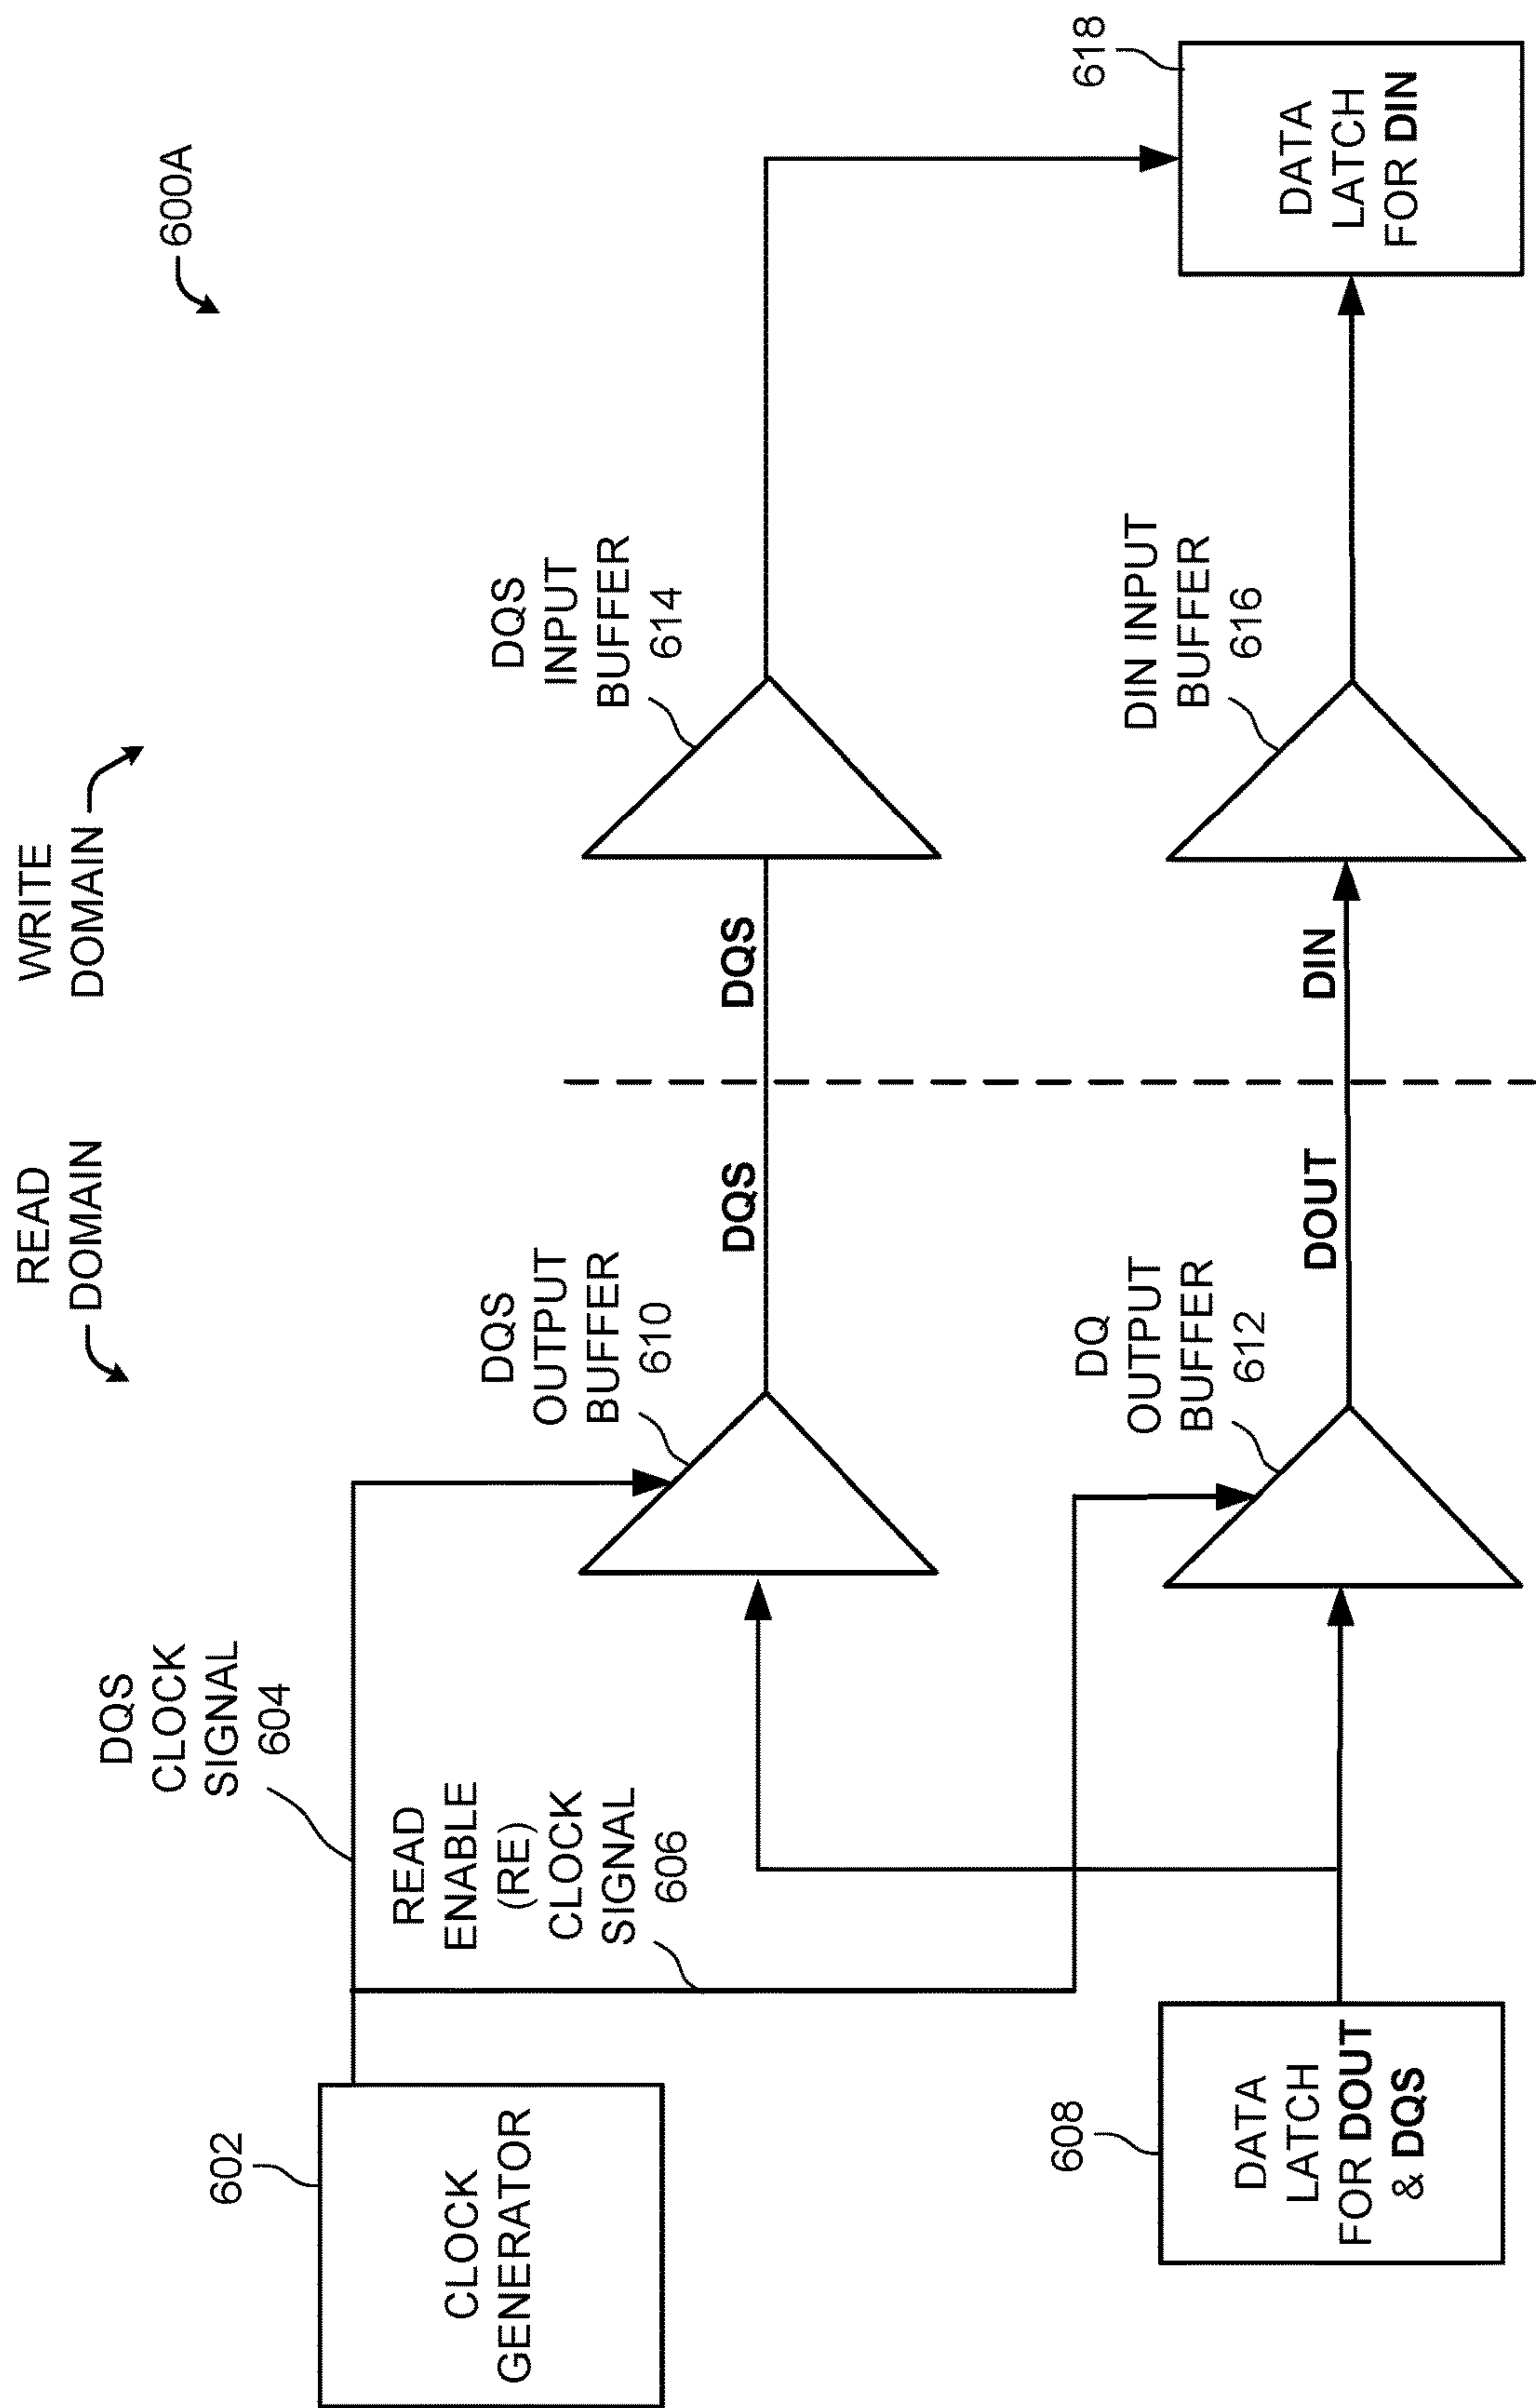 600A
READ
DOMAIN
WRITE
DOMAIN
602
CLOCK
GENERATOR
DQS
CLOCK
SIGNAL
604
READ
ENABLE
(RE)
CLOCK
SIGNAL
606
608
DATA
LATCH
FOR DOUT
& DQS
DQS
OUTPUT
BUFFER
610
DQ
OUTPUT
BUFFER
612
DQS
DOUT
DQS
DIN
DQS
INPUT
BUFFER
614
DIN INPUT
BUFFER
616
618
DATA
LATCH
FOR DIN